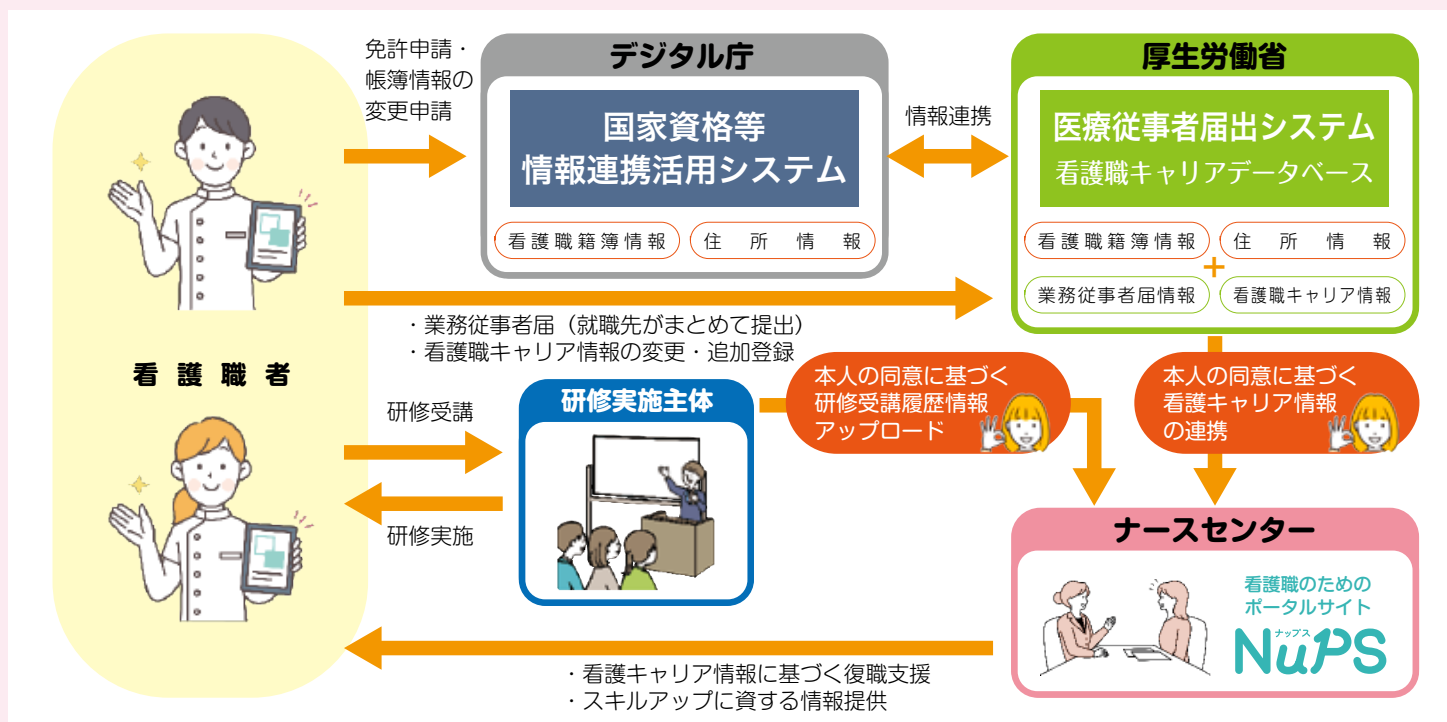 免許申請・
帳簿情報の
変更申請
デジタル庁
国家資格等
情報連携活用システム
看護職籍簿情報
住所情報
情報連携
厚生労働省
医療従事者届出システム
看護職キャリアデータベース
看護職籍簿情報
住所情報
+
業務従事者届情報
看護職キャリア情報
・業務従事者届（就職先がまとめて提出）
・看護職キャリア情報の変更・追加登録
看護職者
研修受講
研修実施
研修実施主体
本人の同意に基づく
研修受講履歴情報
アップロード
本人の同意に基づく
看護キャリア情報
の連携
ナースセンター
看護職のための
ポータルサイト
ナップス
NuPS
・看護キャリア情報に基づく復職支援
・スキルアップに資する情報提供